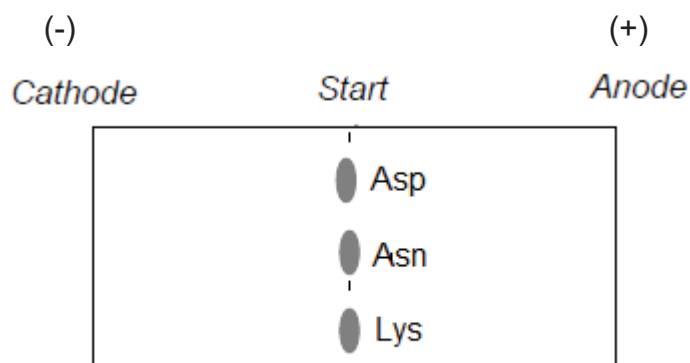 (-) (+)
Cathode Start Anode
Asp
Asn
Lys